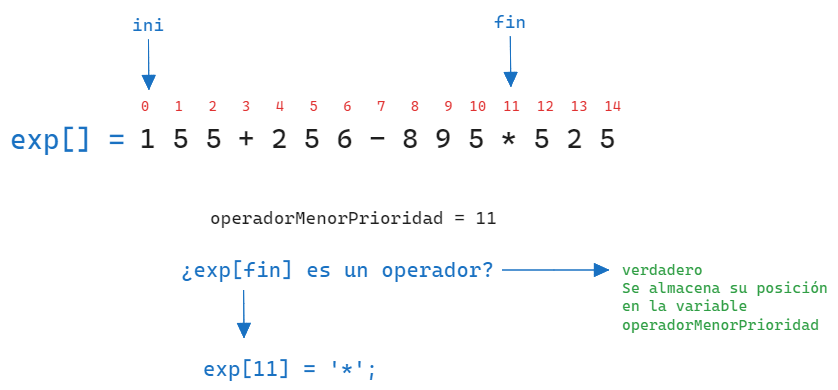 ini
fin
0 1 2 3 4 5 6 7 8 9 10 11 12 13 14
exp[] = 1 5 5 + 2 5 6 - 8 9 5 * 5 2 5
operadorMenorPrioridad = 11
¿exp[fin] es un operador?
verdadero
Se almacena su posición
en la variable
operadorMenorPrioridad
exp[11] = '*';